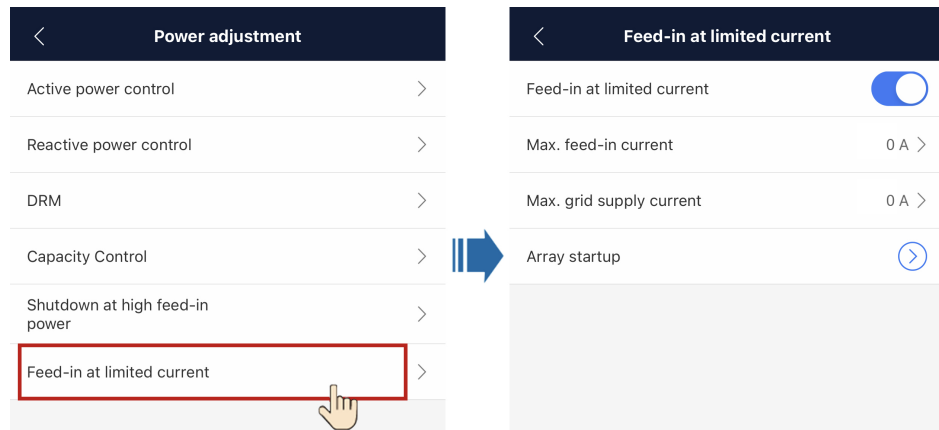 Power adjustment
Active power control
Reactive power control
DRM
Capacity Control
Shutdown at high feed-in
power
Feed-in at limited current
Feed-in at limited current
Feed-in at limited current
Max. feed-in current 0 A
Max. grid supply current 0 A
Array startup